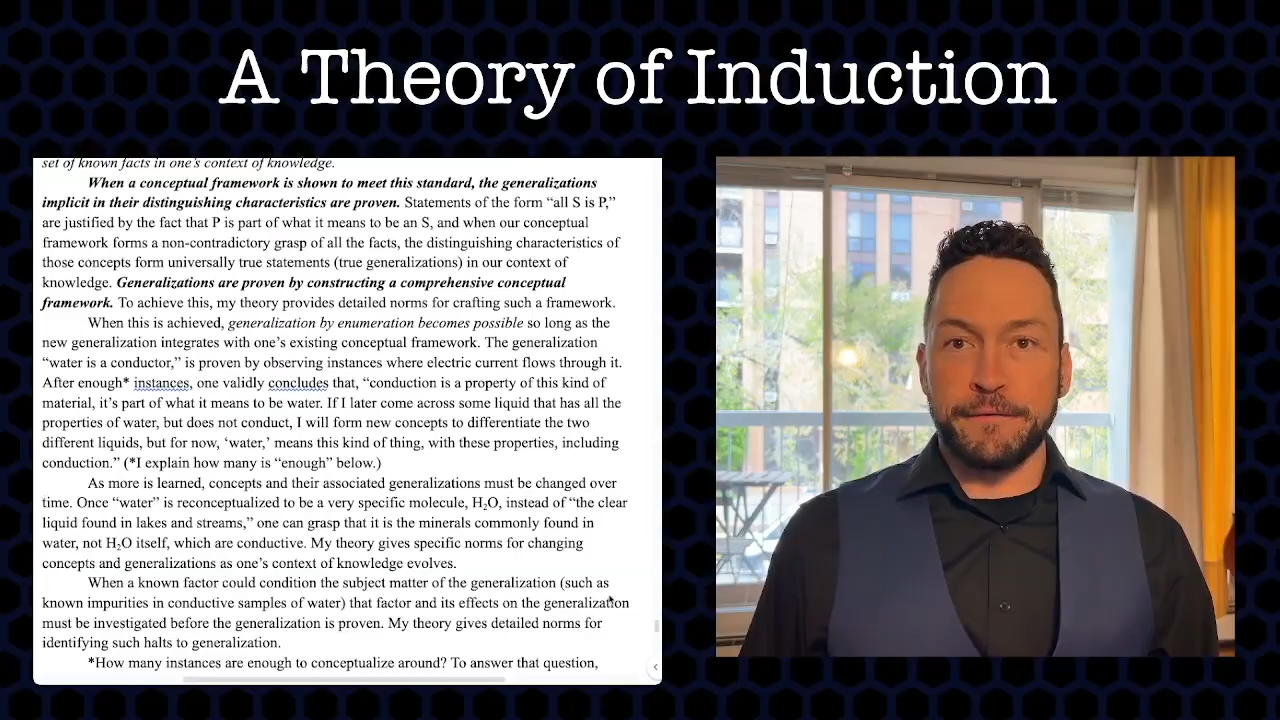 A Theory of Induction
set of known facts in one's context of knowledge.
When a conceptual framework is shown to meet this standard, the generalizations
implicit in their distinguishing characteristics are proven. Statements of the form “all S is P,”
are justified by the fact that P is part of what it means to be an S, and when our conceptual
framework forms a non-contradictory grasp of all the facts, the distinguishing characteristics of
those concepts form universally true statements (true generalizations) in our context of
knowledge. Generalizations are proven by constructing a comprehensive conceptual
framework. To achieve this, my theory provides detailed norms for crafting such a framework.
When this is achieved, generalization by enumeration becomes possible so long as the
new generalization integrates with one's existing conceptual framework. The generalization
“water is a conductor,” is proven by observing instances where electric current flows through it.
After enough* instances, one validly concludes that, “conduction is a property of this kind of
material, it's part of what it means to be water. If I later come across some liquid that has all the
properties of water, but does not conduct, I will form new concepts to differentiate the two
different liquids, but for now, ‘water,’ means this kind of thing, with these properties, including
conduction.” (*I explain how many is “enough” below.)
As more is learned, concepts and their associated generalizations must be changed over
time. Once “water” is reconceptualized to be a very specific molecule, H₂O, instead of “the clear
liquid found in lakes and streams,” one can grasp that it is the minerals commonly found in
water, not H₂O itself, which are conductive. My theory gives specific norms for changing
concepts and generalizations as one's context of knowledge evolves.
When a known factor could condition the subject matter of the generalization (such as
known impurities in conductive samples of water) that factor and its effects on the generalization
must be investigated before the generalization is proven. My theory gives detailed norms for
identifying such halts to generalization.
*How many instances are enough to conceptualize around? To answer that question,